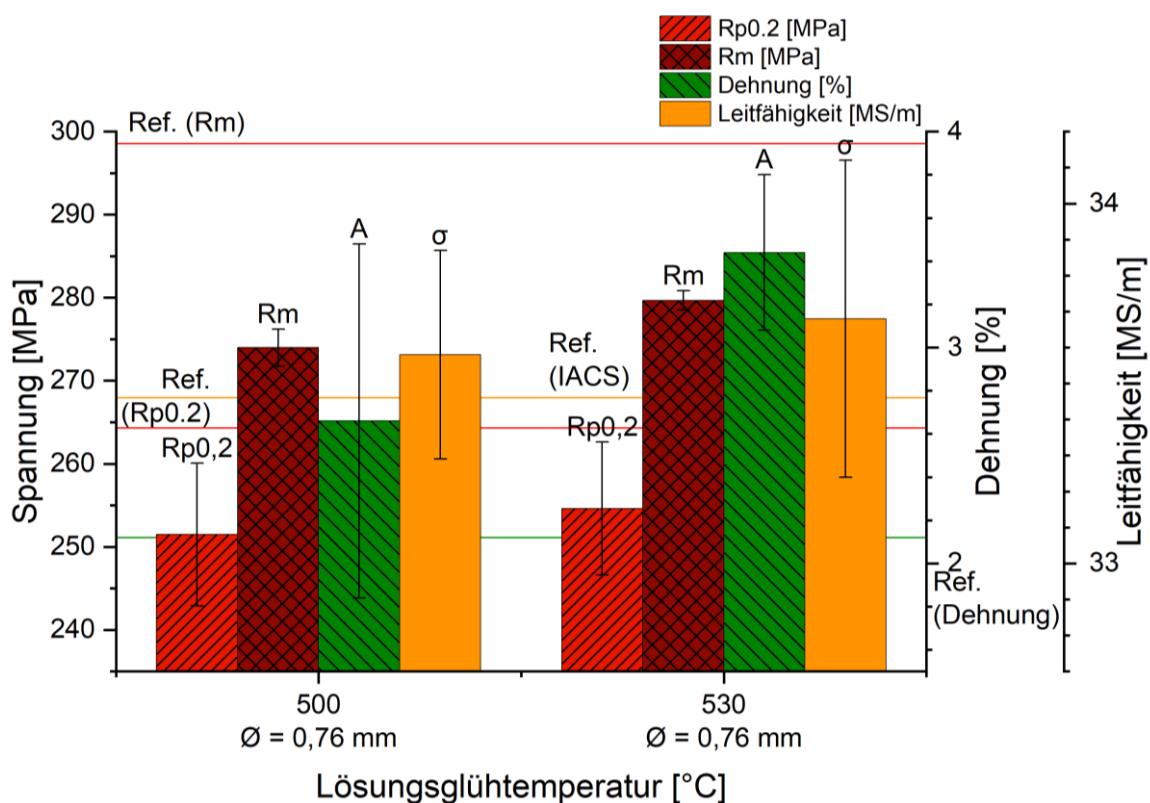 Rp0.2 [MPa]
Rm [MPa]
Dehnung [%]
Leitfähigkeit [MS/m]
300
290
280
270
260
250
240
Spannung [MPa]
Ref. (Rm)
Ref.
(Rp0.2)
Rp0,2
Rm
A
σ
Ref.
(IACS)
Rp0,2
Rm
A
σ
4
3
2
Dehnung [%]
Ref.
(Dehnung)
34
33
Leitfähigkeit [MS/m]
500
Ø = 0,76 mm
530
Ø = 0,76 mm
Lösungsglühtemperatur [°C]